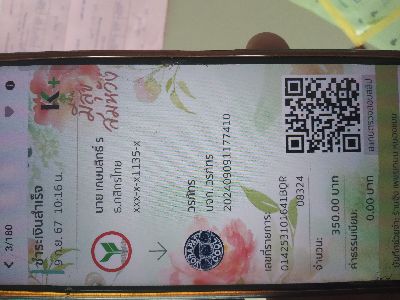 3/180
ชำระเงินสำเร็จ
9 ก.ย. 67 10:16 น.
K+
มีสุข
สมหวัง
นาย เกษมสิทธิ์ ร
ธ.กสิกรไทย
xxx-x-x1135-x
วรภัทร
บจก. วรภัทร
202409091177410
เลขที่รายการ:
014253101641BQR
08324
จำนวน:
350.00 บาท
ค่าธรรมเนียม:
0.00 บาท
สแกนตรวจสอบสลิป